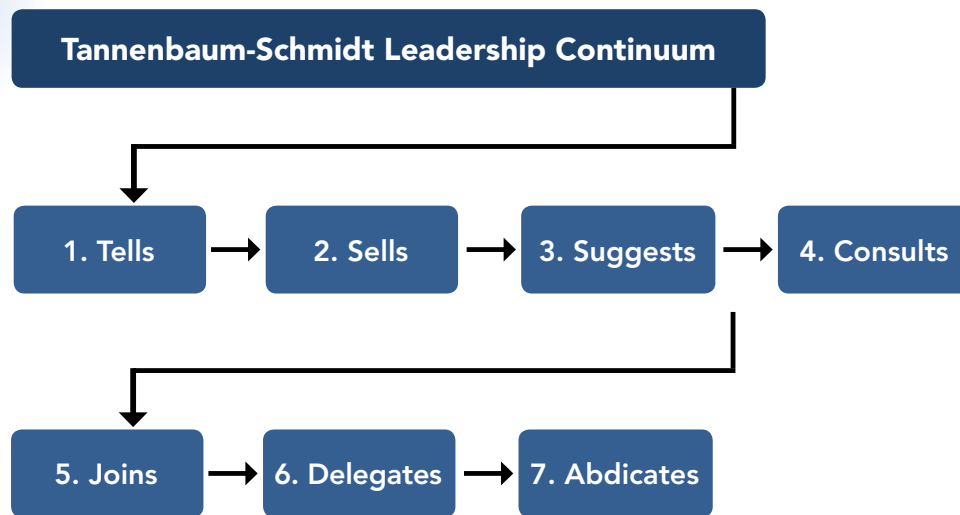 Tannenbaum-Schmidt Leadership Continuum
1. Tells
2. Sells
3. Suggests
4. Consults
5. Joins
6. Delegates
7. Abdicates